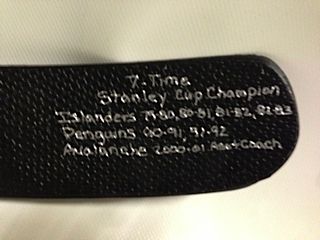 7-Time
Stanley Cup Champion
Islanders 79-80, 80-81, 81-82, 82-83
Penguins 90-91, 91-92
Avalanche 2000-01 Asst Coach